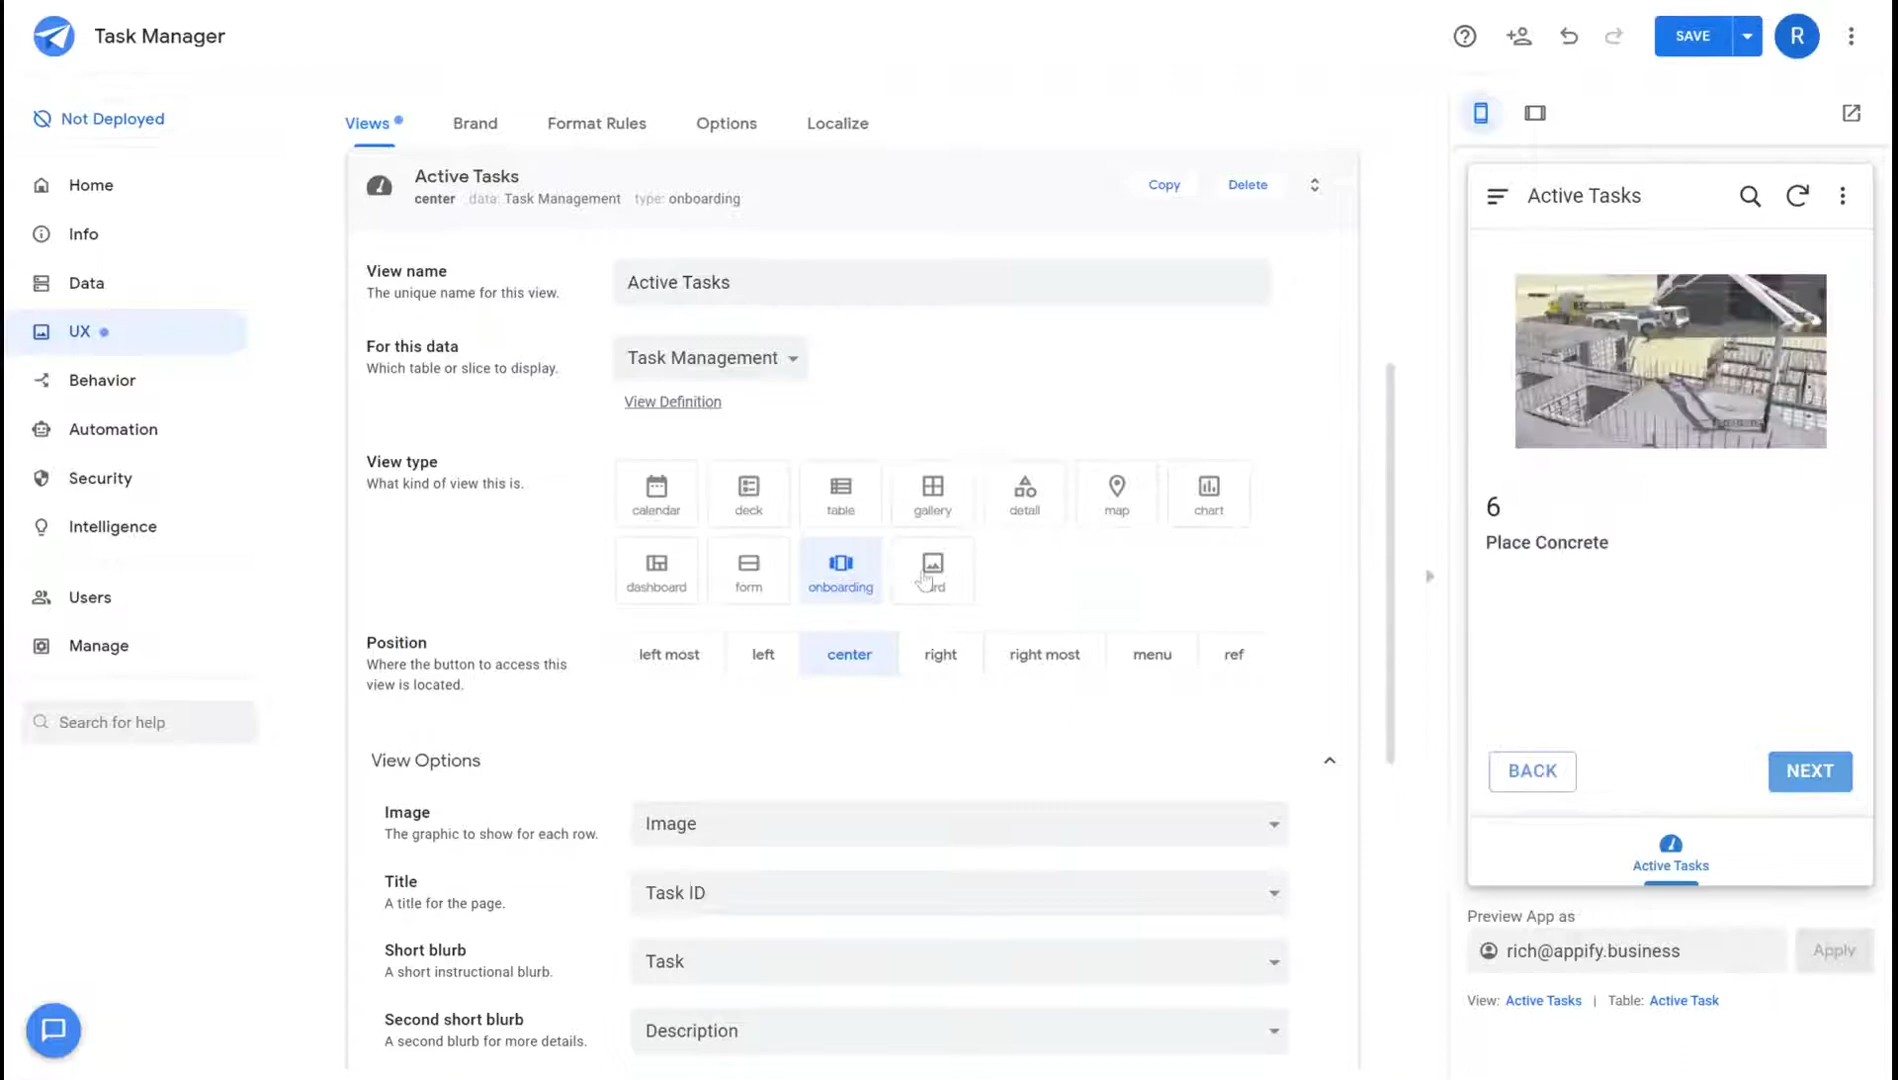 Task Manager
SAVE
R
Not Deployed
Views
Brand
Format Rules
Options
Localize
Home
Info
Data
UX
Behavior
Automation
Security
Intelligence
Users
Manage
Search for help
Active Tasks
center data: Task Management type: onboarding
Copy
Delete
View name
The unique name for this view.
Active Tasks
For this data
Which table or slice to display.
Task Management
View Definition
View type
What kind of view this is.
calendar
deck
table
gallery
detail
map
chart
dashboard
form
onboarding
Position
Where the button to access this
view is located.
left most
left
center
right
right most
menu
ref
View Options
Image
The graphic to show for each row.
Image
Title
A title for the page.
Task ID
Short blurb
A short instructional blurb.
Task
Second short blurb
A second blurb for more details.
Description
Active Tasks
6
Place Concrete
BACK
NEXT
Active Tasks
Preview App as
rich@appify.business
Apply
View: Active Tasks | Table: Active Task